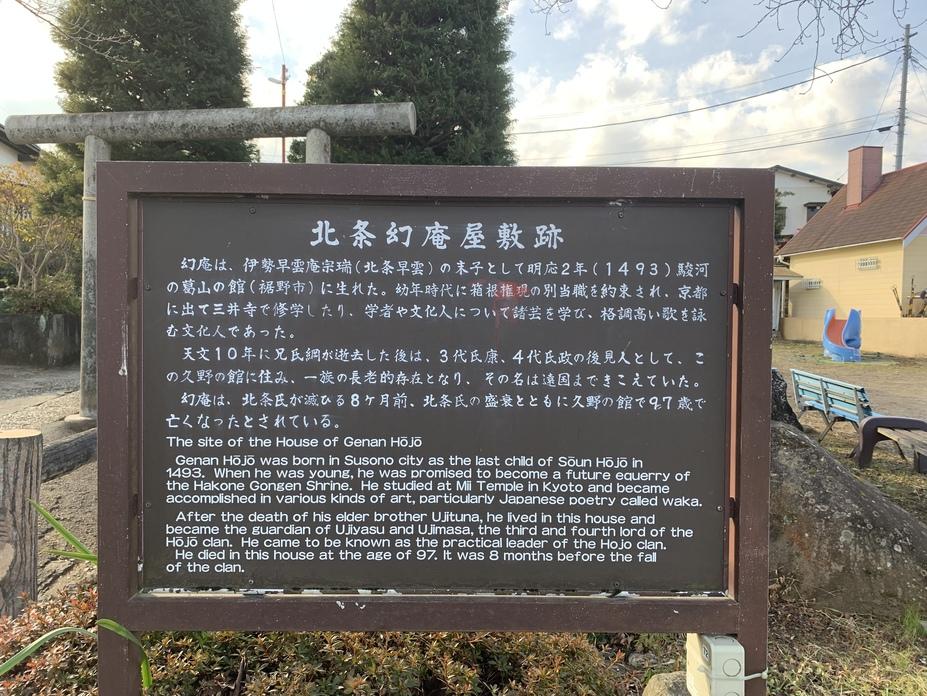 北条幻庵屋敷跡
幻庵は、伊勢早雲庵宗瑞(北条早雲)の末子として明応2年(1493)駿河
の葛山の館(裾野市)に生れた。幼年時代に箱根権現の別当職を約束され、京都
に出て三井寺で修学したり、学者や文化人について諸芸を学び、格調高い歌を詠
む文化人であった。
天文10年に兄氏綱が逝去した後は、3代氏康、4代氏政の後見人として、こ
の久野の館に住み、一族の長老的存在となり、その名は遠国まできこえていた。
幻庵は、北条氏が滅びる8ケ月前、北条氏の盛衰とともに久野の館で97歳で
亡くなったとされている。
The site of the House of Genan Hōjō
Genan Hōjō was born in Susono city as the last child of Sōun Hōjō in
1493. When he was young, he was promised to become a future equerry of
the Hakone Gongen Shrine. He studied at Mii Temple in Kyoto and became
accomplished in various kinds of art, particularly Japanese poetry called waka.
After the death of his elder brother Ujituna, he lived in this house and
became the guardian of Ujiyasu and Ujimasa, the third and fourth lord of the
Hōjō clan. He came to be known as the practical leader of the Hojo clan.
He died in this house at the age of 97. It was 8 months before the fall
of the clan.